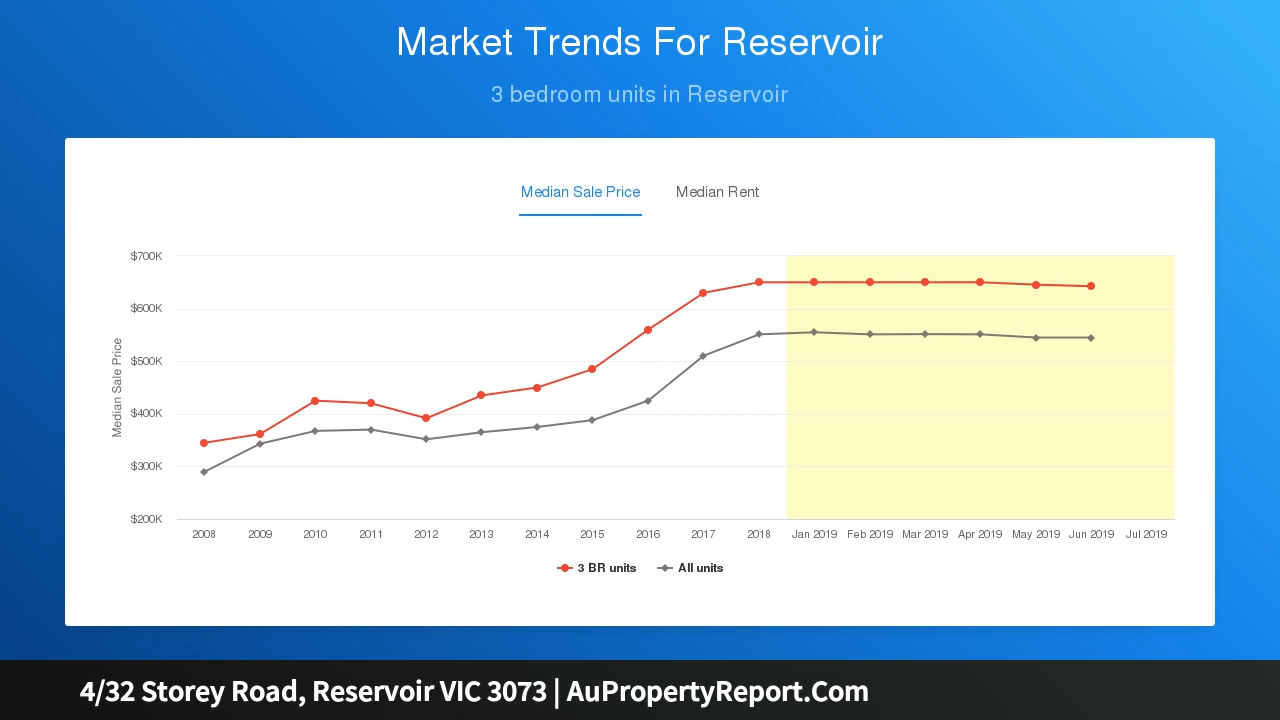 Market Trends For Reservoir
3 bedroom units in Reservoir
Median Sale Price Median Rent
Median Sale Price
$700K
$600K
$500K
$400K
$300K
$200K
2008 2009 2010 2011 2012 2013 2014 2015 2016 2017 2018 Jan 2019 Feb 2019 Mar 2019 Apr 2019 May 2019 Jun 2019 Jul 2019
3 BR units All units
4/32 Storey Road, Reservoir VIC 3073 | AuPropertyReport.Com